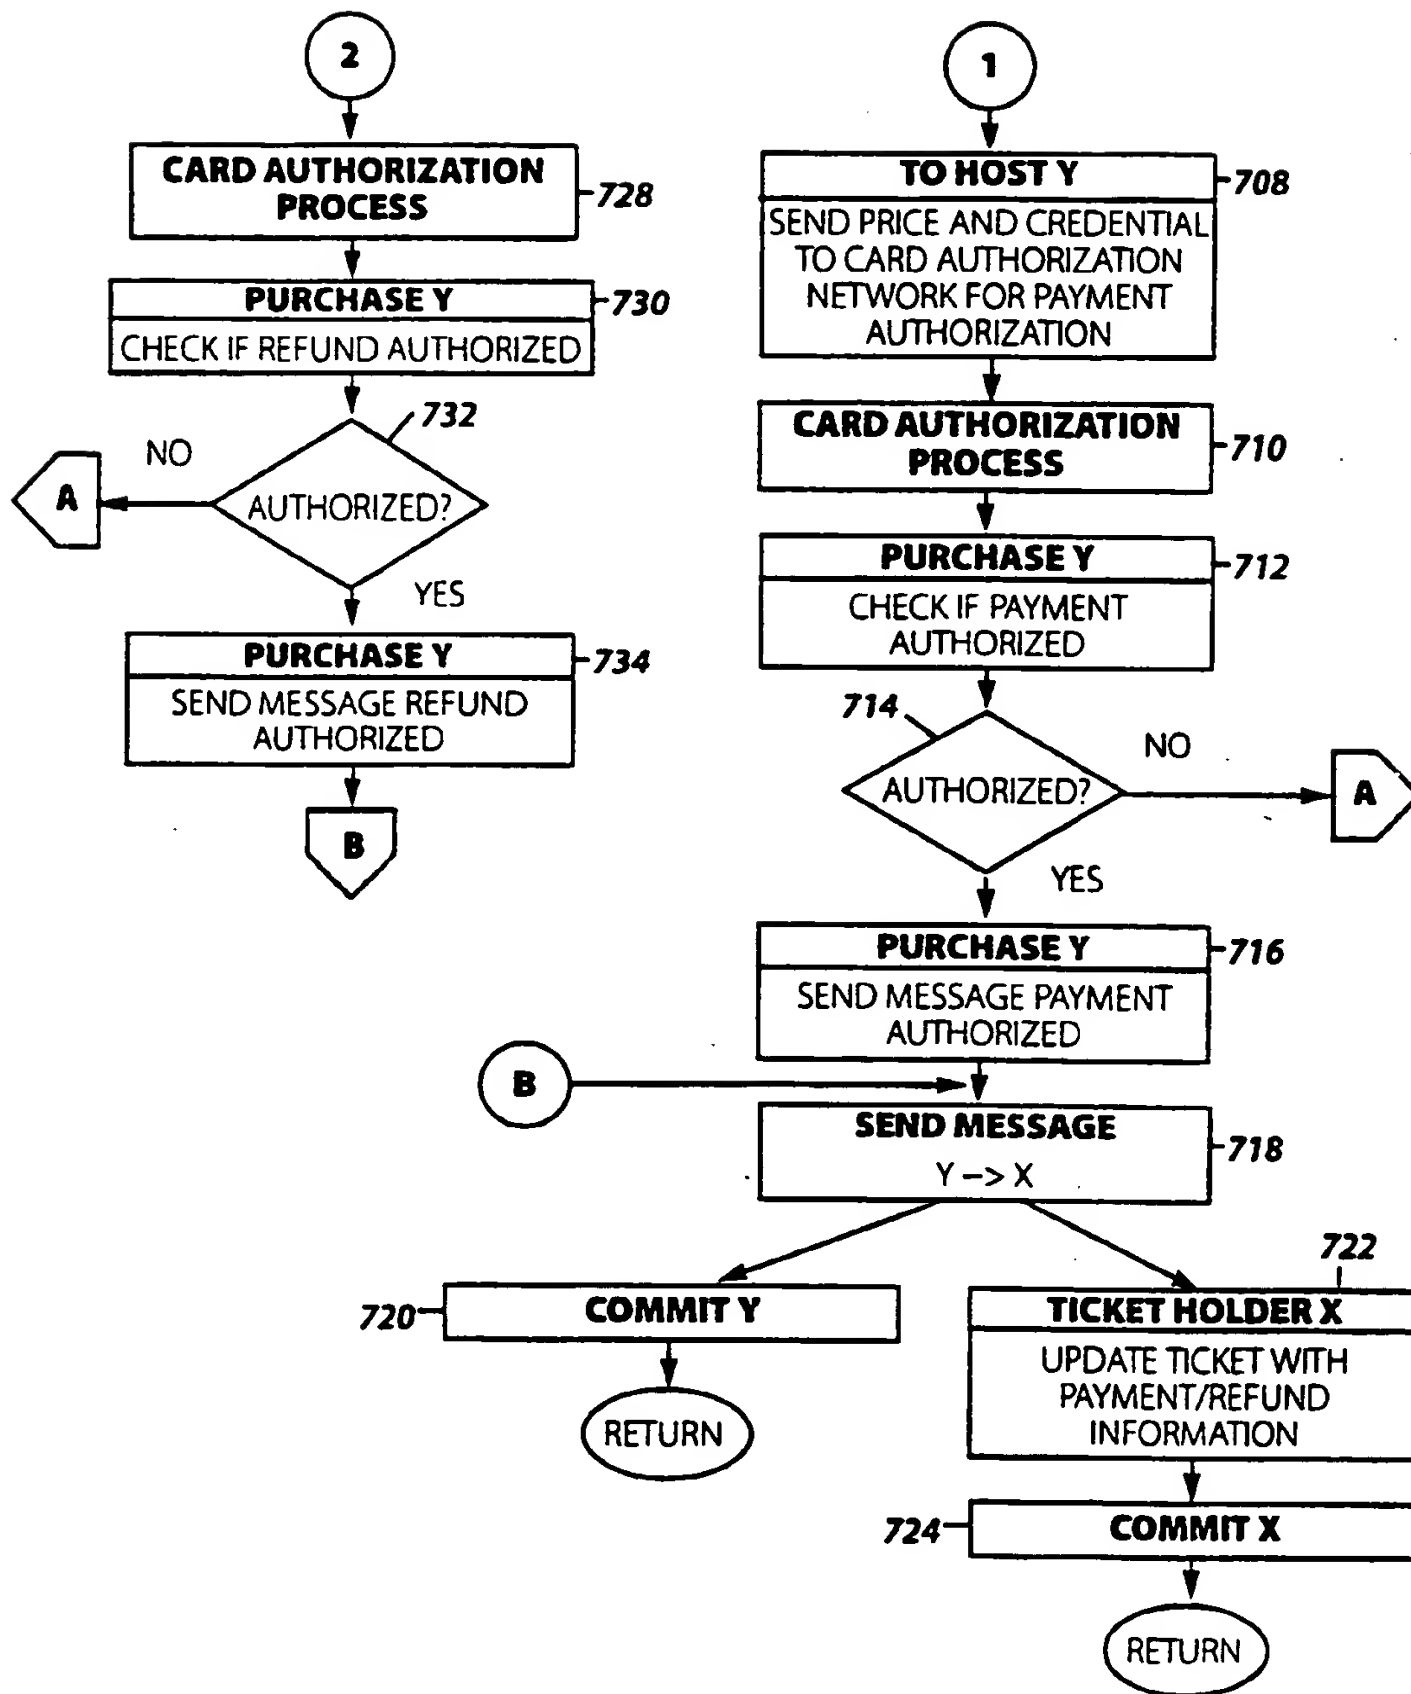 2
CARD AUTHORIZATION
PROCESS
728
PURCHASE Y
730
CHECK IF REFUND AUTHORIZED
732
NO
A
AUTHORIZED?
YES
PURCHASE Y
734
SEND MESSAGE REFUND
AUTHORIZED
B
1
TO HOST Y
708
SEND PRICE AND CREDENTIAL
TO CARD AUTHORIZATION
NETWORK FOR PAYMENT
AUTHORIZATION
CARD AUTHORIZATION
PROCESS
710
PURCHASE Y
712
CHECK IF PAYMENT
AUTHORIZED
714
NO
AUTHORIZED?
A
YES
PURCHASE Y
716
SEND MESSAGE PAYMENT
AUTHORIZED
B
SEND MESSAGE
718
Y –> X
720
COMMIT Y
RETURN
722
TICKET HOLDER X
UPDATE TICKET WITH
PAYMENT/REFUND
INFORMATION
724
COMMIT X
RETURN